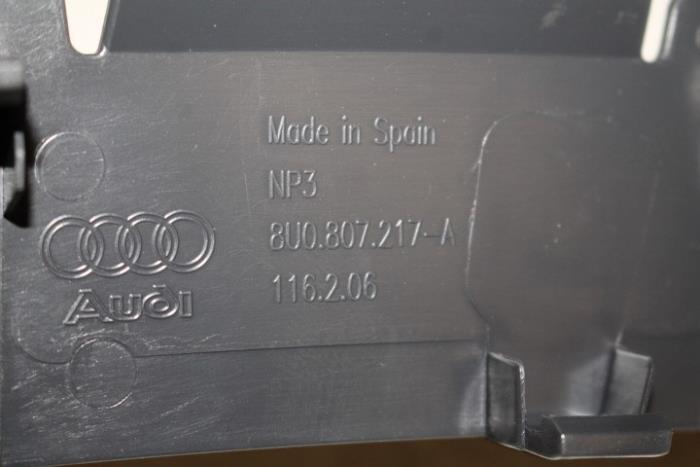 Made in Spain
NP3
8U0.807.217-A
116.2.06
Audi